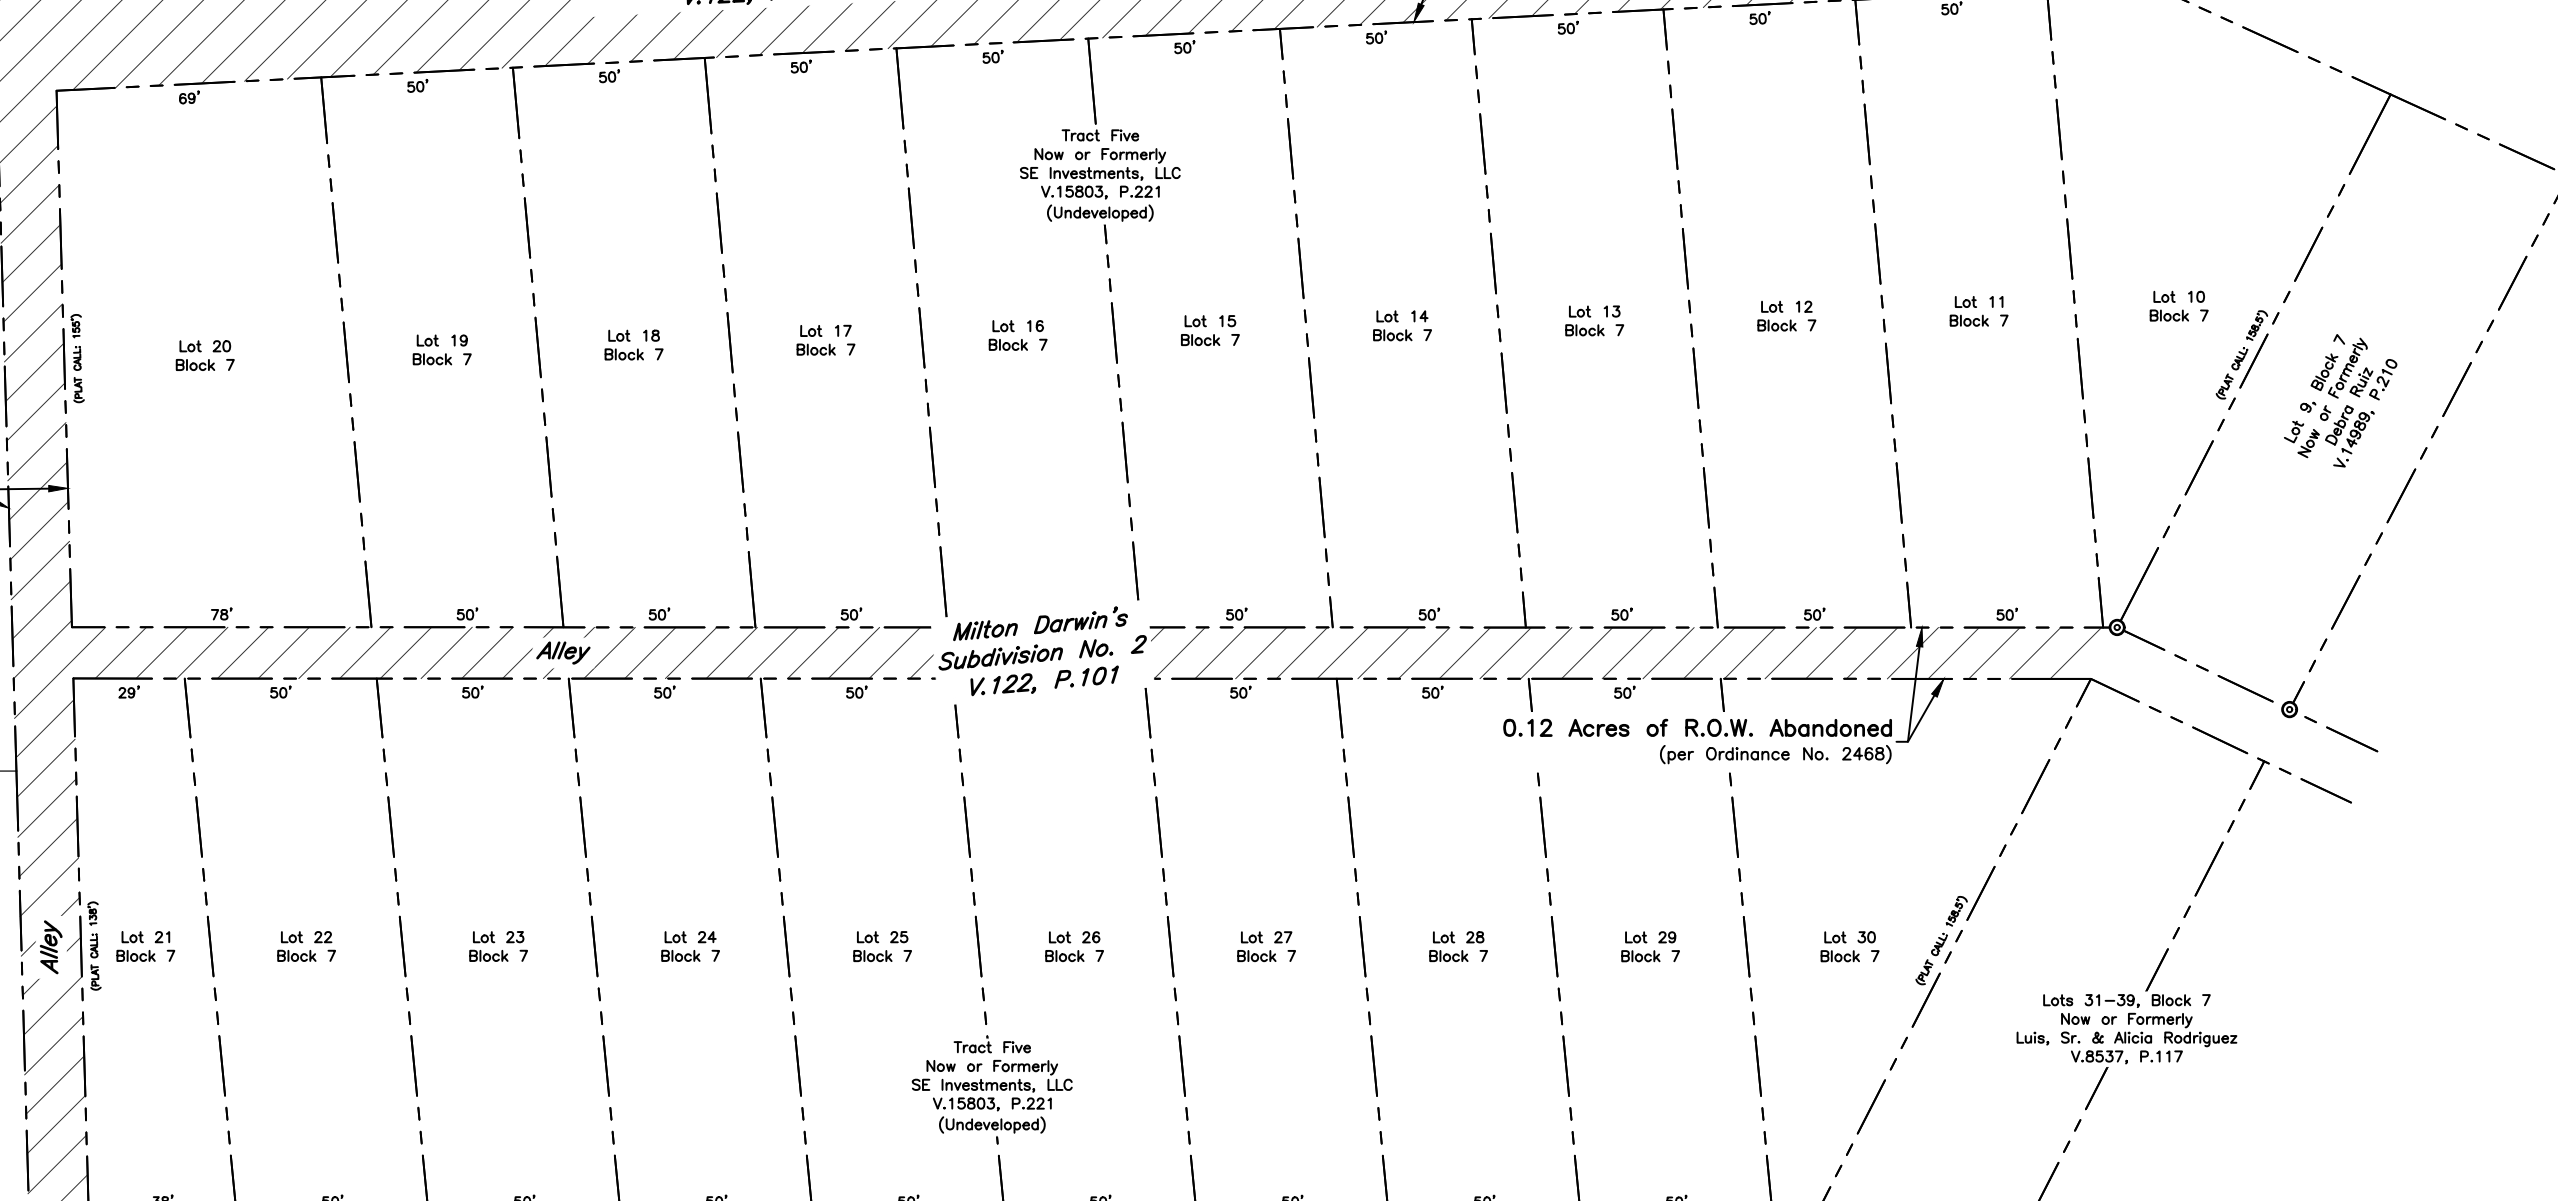 V.122,
50'
50'
50'
50'
50'
50'
50'
50'
50'
69'
Tract Five
Now or Formerly
SE Investments, LLC
V.15803, P.221
(Undeveloped)
Lot 20
Block 7
Lot 19
Block 7
Lot 18
Block 7
Lot 17
Block 7
Lot 16
Block 7
Lot 15
Block 7
Lot 14
Block 7
Lot 13
Block 7
Lot 12
Block 7
Lot 11
Block 7
Lot 10
Block 7
(PLAT CALL: 155')
(PLAT CALL: 158.5')
Lot 9, Block 7
Now or Formerly
Debra Ruiz
V.14989, P.210
78'
50'
50'
50'
50'
50'
50'
50'
50'
Alley
Milton Darwin's
Subdivision No. 2
V.122, P.101
29'
50'
50'
50'
50'
50'
50'
50'
0.12 Acres of R.O.W. Abandoned
(per Ordinance No. 2468)
Alley
(PLAT CALL: 138')
Lot 21
Block 7
Lot 22
Block 7
Lot 23
Block 7
Lot 24
Block 7
Lot 25
Block 7
Lot 26
Block 7
Lot 27
Block 7
Lot 28
Block 7
Lot 29
Block 7
Lot 30
Block 7
(PLAT CALL: 158.5')
Lots 31-39, Block 7
Now or Formerly
Luis, Sr. & Alicia Rodriguez
V.8537, P.117
Tract Five
Now or Formerly
SE Investments, LLC
V.15803, P.221
(Undeveloped)
38'
50'
50'
50'
50'
50'
50'
50'
50'